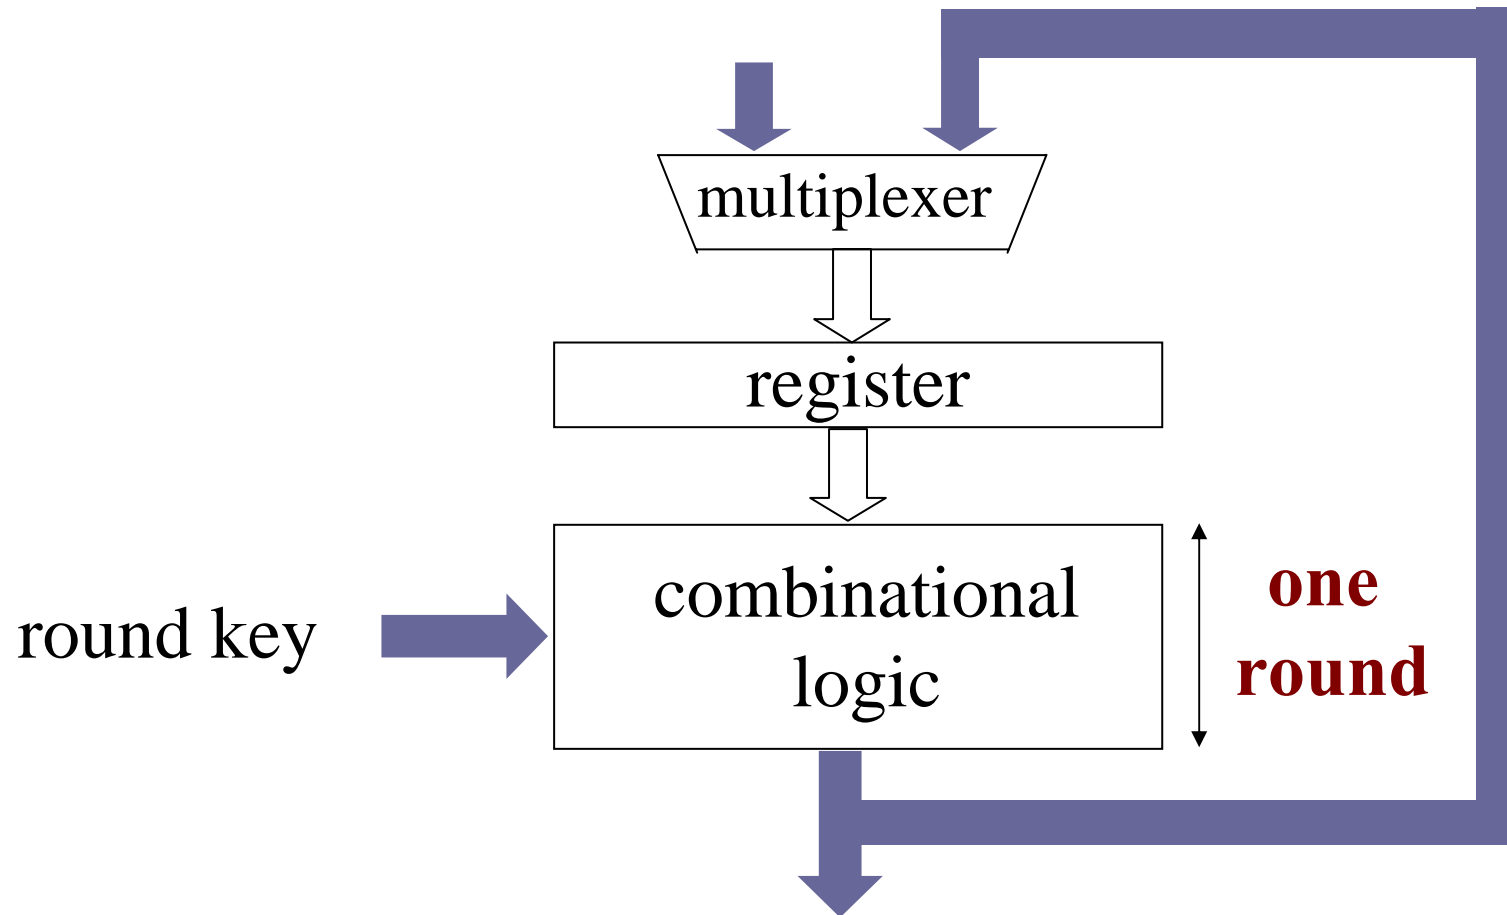 multiplexer
register
round key
combinational
logic
one
round